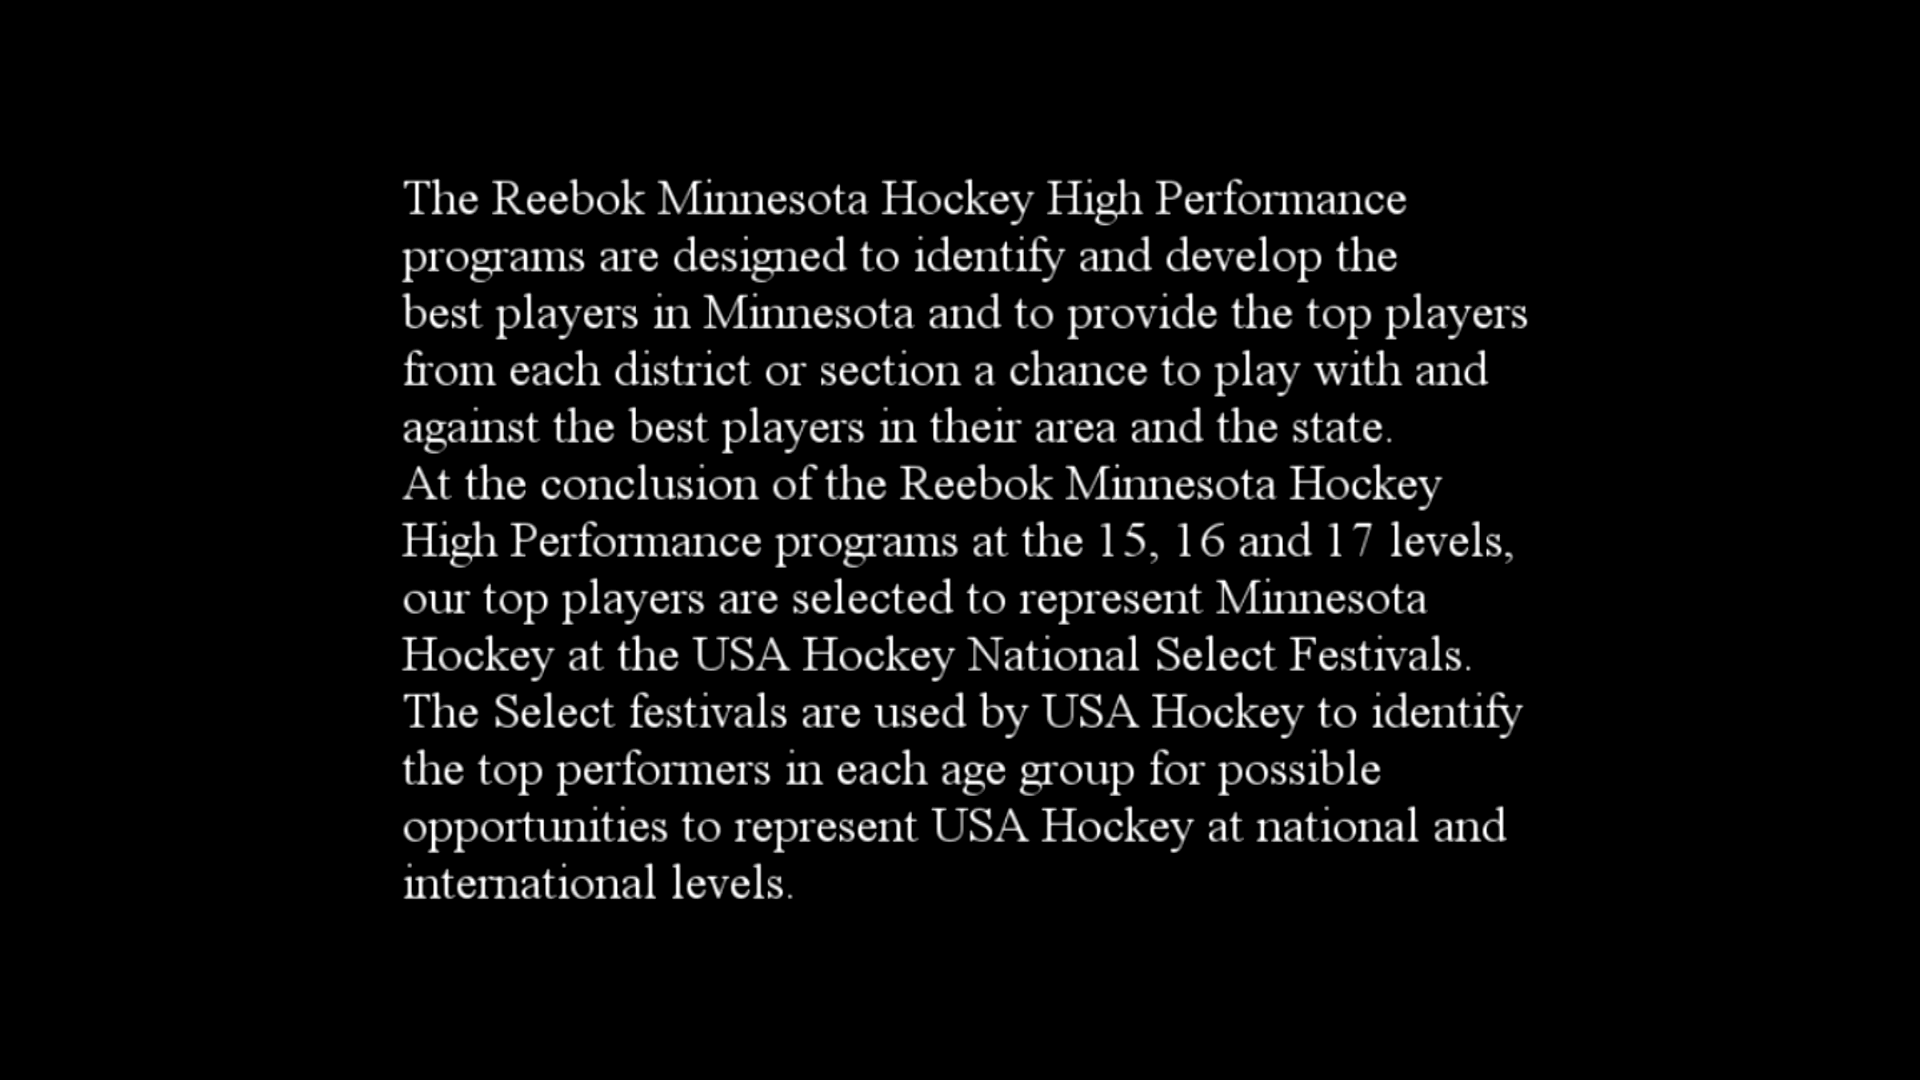 The Reebok Minnesota Hockey High Performance
programs are designed to identify and develop the
best players in Minnesota and to provide the top players
from each district or section a chance to play with and
against the best players in their area and the state.
At the conclusion of the Reebok Minnesota Hockey
High Performance programs at the 15, 16 and 17 levels,
our top players are selected to represent Minnesota
Hockey at the USA Hockey National Select Festivals.
The Select festivals are used by USA Hockey to identify
the top performers in each age group for possible
opportunities to represent USA Hockey at national and
international levels.